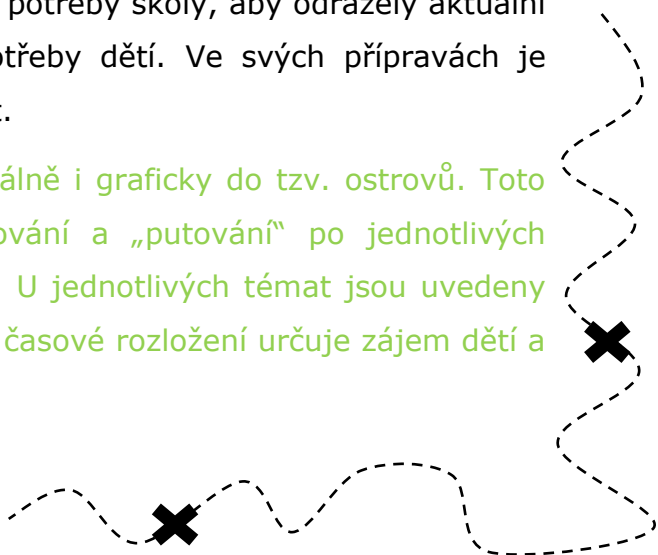 potřeby školy, aby odrážely aktuální
třeby dětí. Ve svých přípravách je
álně i graficky do tzv. ostrovů. Toto
ování a „putování“ po jednotlivých
U jednotlivých témat jsou uvedeny
časové rozložení určuje zájem dětí a